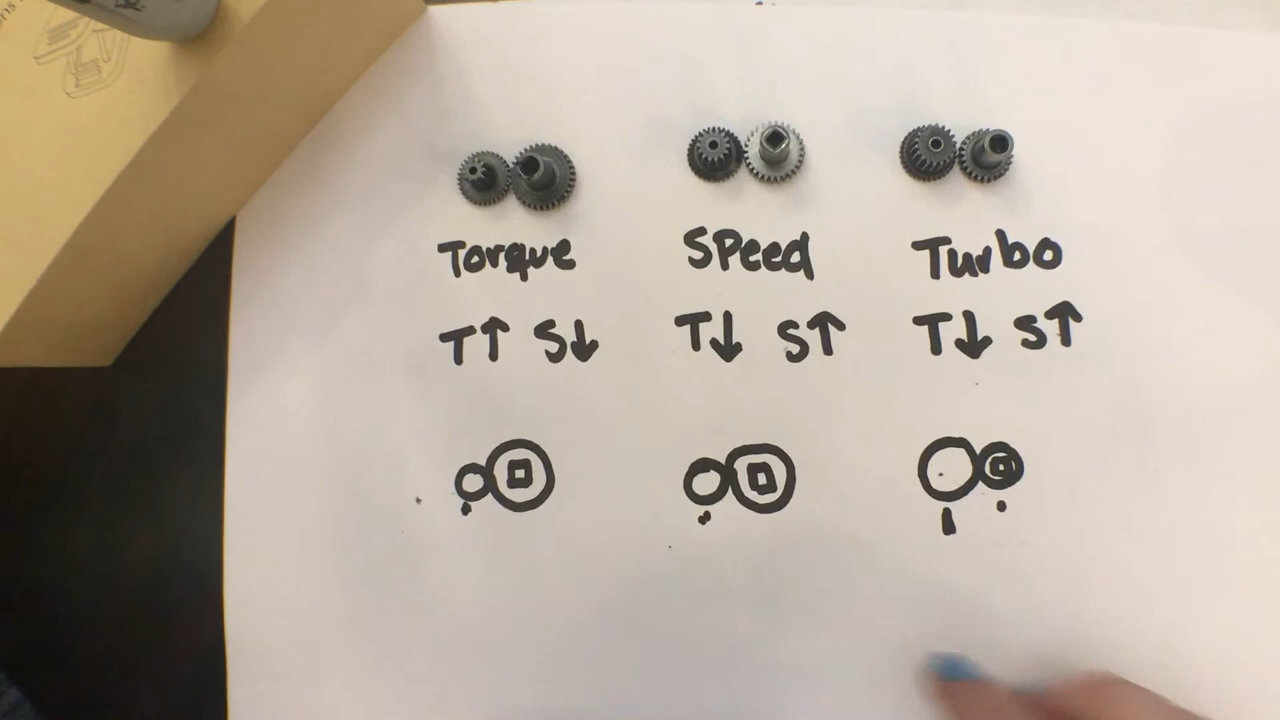 Torque SPeed Turbo
T↑ S↓ T↓ S↑ T↓ S↑